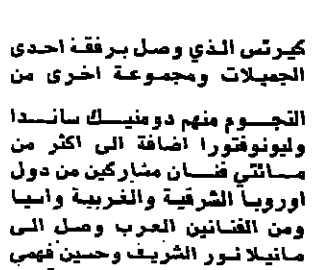 كيرتس الذي وصل برفقة احدى
الجميلات ومجموعة اخرى من
النجوم منهم دومنيك ساندا
وليونوفتورا اضافة الى اكثر من
مائتي فنان مشاركين من دول
اوروبا الشرقية والغربية واسيا
ومن الفنانين العرب وصل الى
مانيلا نور الشريف وحسين فهمي